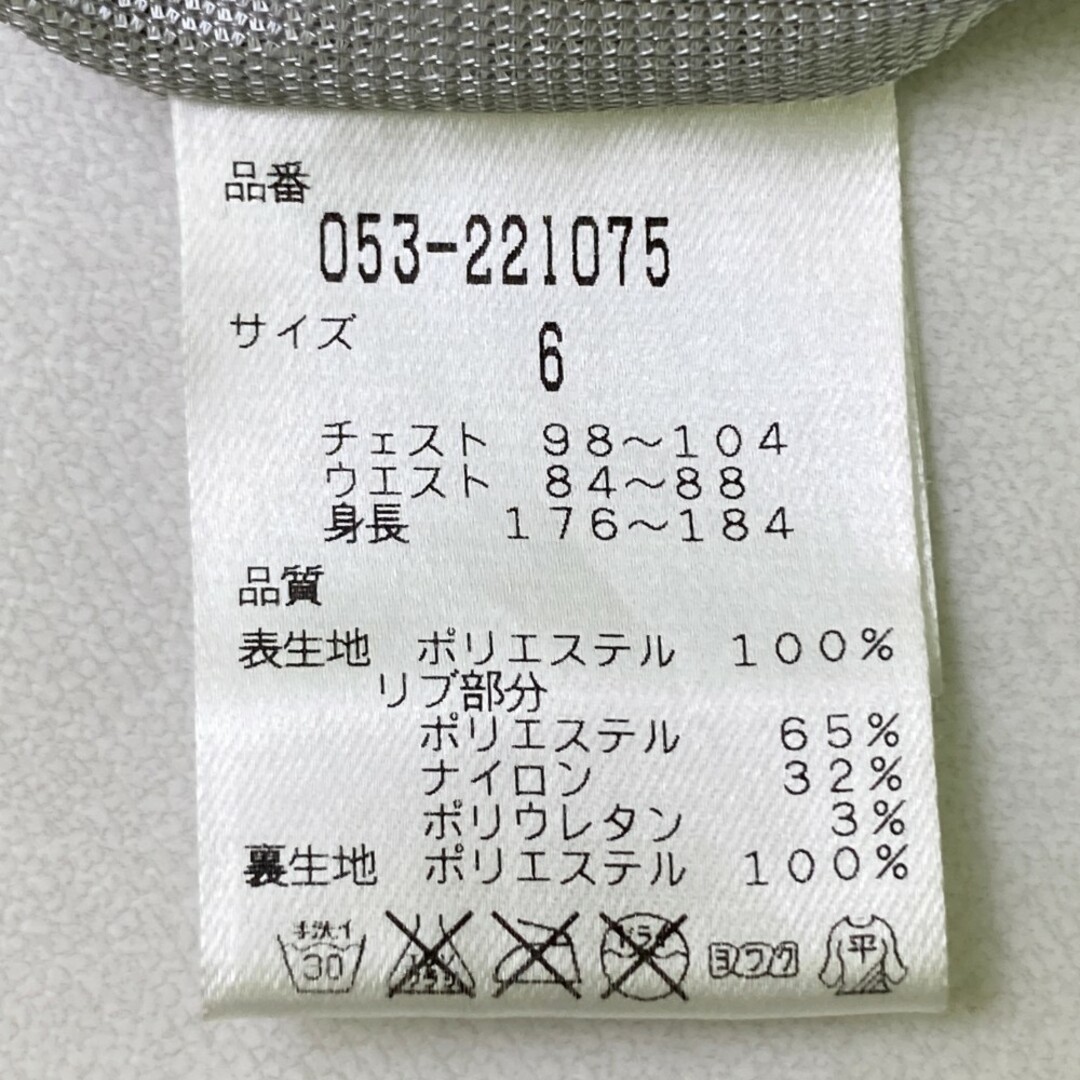 品番
053-221075
サイズ 6
チェスト 98～104
ウエスト 84～88
身長 176～184
品質
表生地 ポリエステル 100%
リブ部分
ポリエステル 65%
ナイロン 32%
ポリウレタン 3%
裏生地 ポリエステル 100%
手洗イ
30 ドライ ヨワク 平